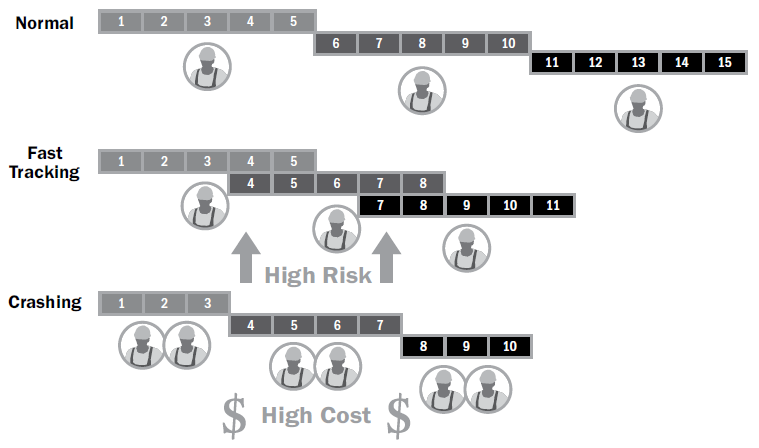 Normal
1 2 3 4 5
6 7 8 9 10
11 12 13 14 15
Fast
Tracking
1 2 3 4 5
4 5 6 7 8
7 8 9 10 11
High Risk
Crashing
1 2 3
4 5 6 7
8 9 10
$ High Cost $